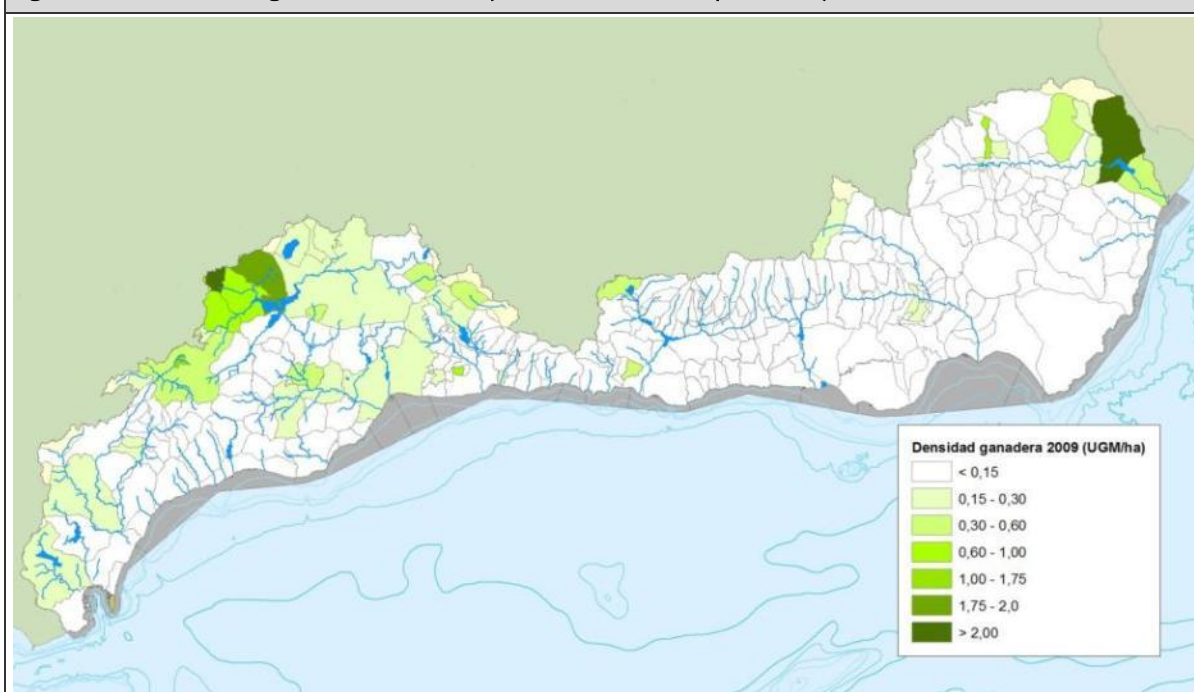 Densidad ganadera 2009 (UGM/ha)
< 0,15
0,15 - 0,30
0,30 - 0,60
0,60 - 1,00
1,00 - 1,75
1,75 - 2,0
> 2,00